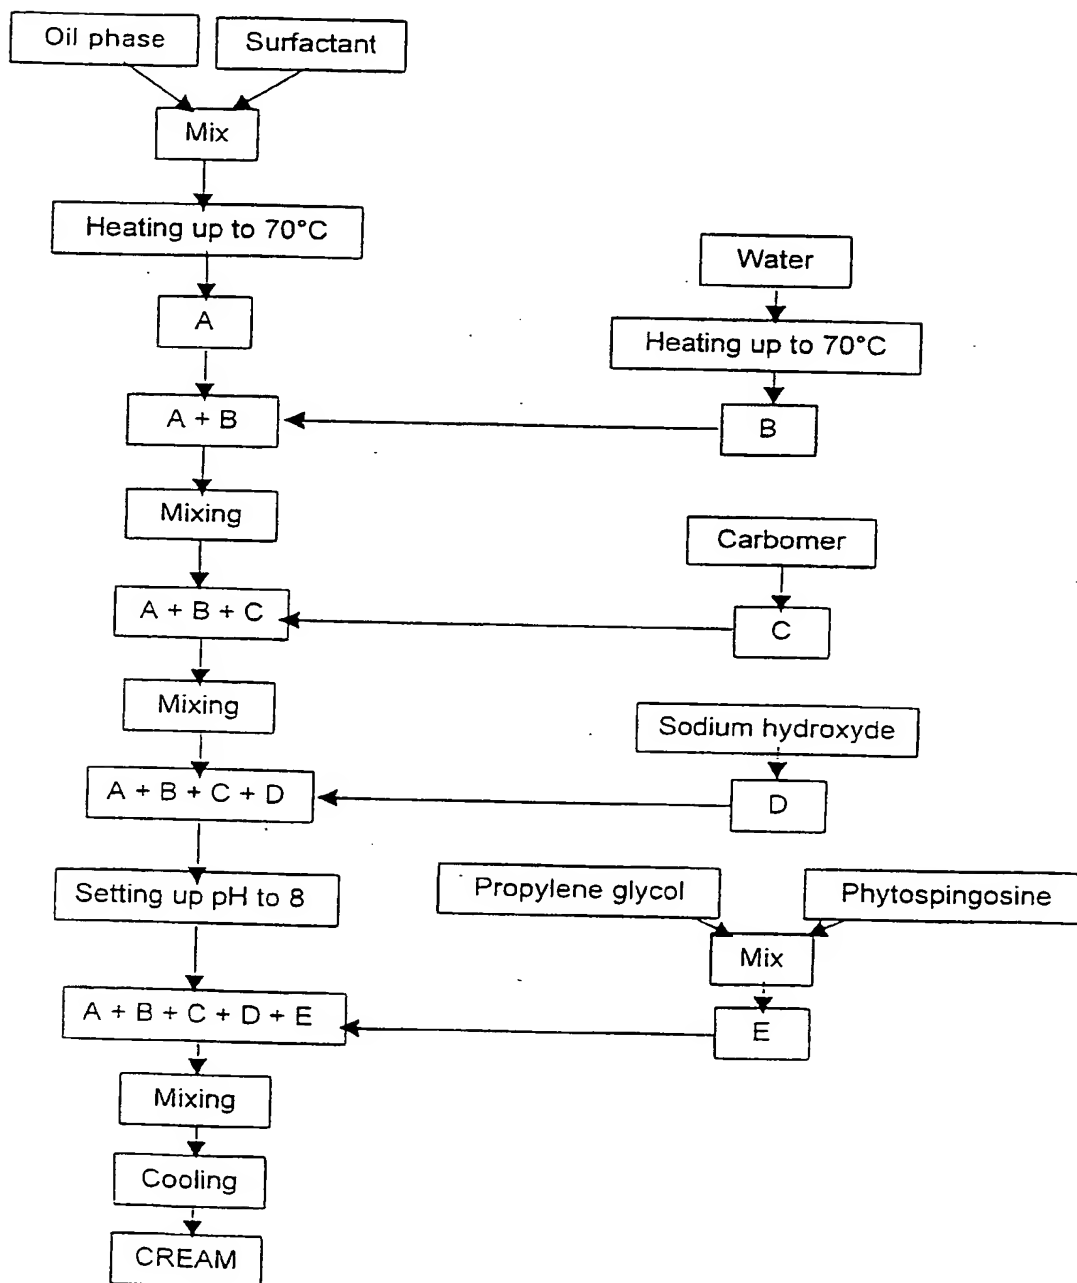 Oil phase
Surfactant
Mix
Heating up to 70°C
Water
A
Heating up to 70°C
A + B
B
Mixing
Carbomer
A + B + C
C
Mixing
Sodium hydroxyde
A + B + C + D
D
Setting up pH to 8
Propylene glycol
Phytospingosine
Mix
A + B + C + D + E
E
Mixing
Cooling
CREAM